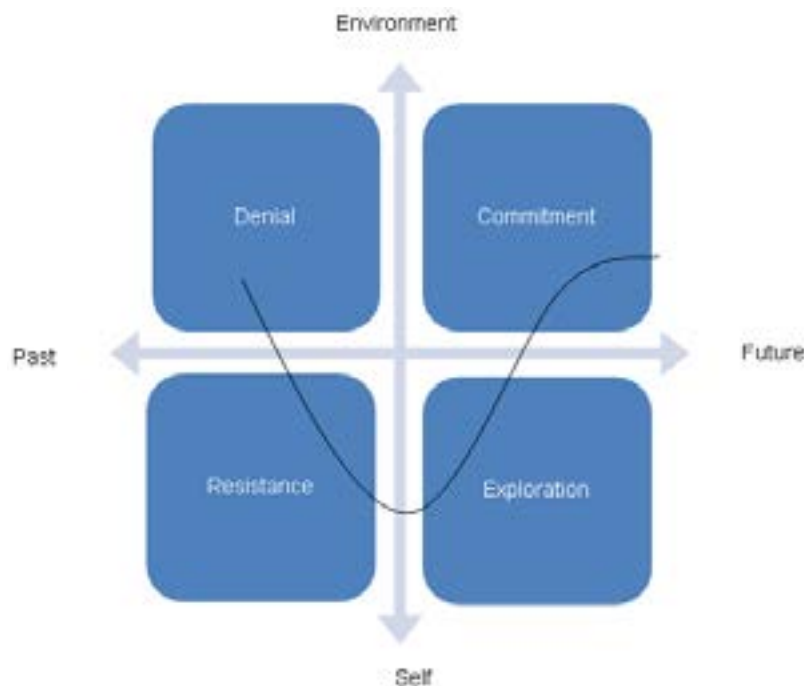 Environment
Denial
Commitment
Past
Future
Resistance
Exploration
Self